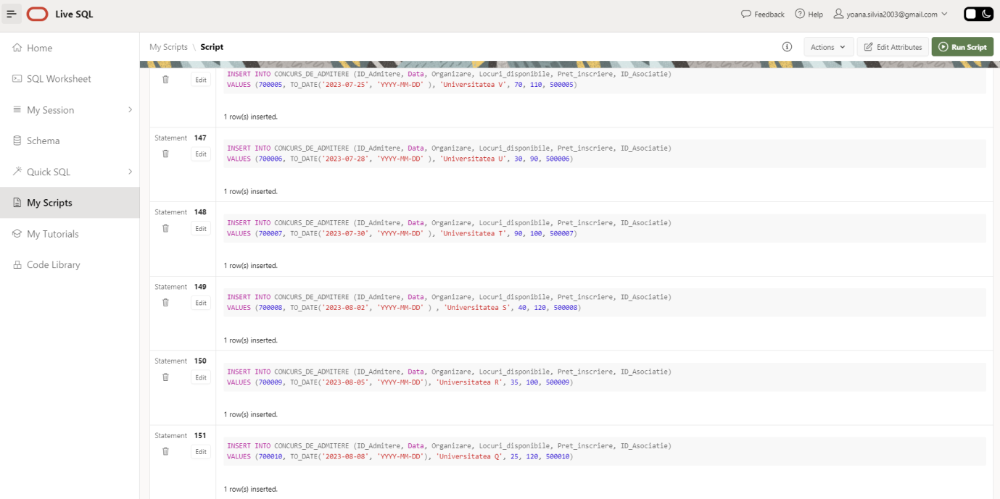 Live SQL
Feedback
Help
yoana.silvia2003@gmail.com
Home
SQL Worksheet
My Session
Schema
Quick SQL
My Scripts
My Tutorials
Code Library
My Scripts \ Script
Actions
Edit Attributes
Run Script
Edit
INSERT INTO CONCURS_DE_ADMITERE (ID_Admitere, Data, Organizare, Locuri_disponibile, Pret_inscriere, ID_Asociatie)
VALUES (700005, TO_DATE('2023-07-25', 'YYYY-MM-DD' ), 'Universitatea V', 70, 110, 500005)
1 row(s) inserted.
Statement 147
Edit
INSERT INTO CONCURS_DE_ADMITERE (ID_Admitere, Data, Organizare, Locuri_disponibile, Pret_inscriere, ID_Asociatie)
VALUES (700006, TO_DATE('2023-07-28', 'YYYY-MM-DD' ), 'Universitatea U', 30, 90, 500006)
1 row(s) inserted.
Statement 148
Edit
INSERT INTO CONCURS_DE_ADMITERE (ID_Admitere, Data, Organizare, Locuri_disponibile, Pret_inscriere, ID_Asociatie)
VALUES (700007, TO_DATE('2023-07-30', 'YYYY-MM-DD' ), 'Universitatea T', 90, 100, 500007)
1 row(s) inserted.
Statement 149
Edit
INSERT INTO CONCURS_DE_ADMITERE (ID_Admitere, Data, Organizare, Locuri_disponibile, Pret_inscriere, ID_Asociatie)
VALUES (700008, TO_DATE('2023-08-02', 'YYYY-MM-DD' ) , 'Universitatea S', 40, 120, 500008)
1 row(s) inserted.
Statement 150
Edit
INSERT INTO CONCURS_DE_ADMITERE (ID_Admitere, Data, Organizare, Locuri_disponibile, Pret_inscriere, ID_Asociatie)
VALUES (700009, TO_DATE('2023-08-05', 'YYYY-MM-DD'), 'Universitatea R', 35, 100, 500009)
1 row(s) inserted.
Statement 151
Edit
INSERT INTO CONCURS_DE_ADMITERE (ID_Admitere, Data, Organizare, Locuri_disponibile, Pret_inscriere, ID_Asociatie)
VALUES (700010, TO_DATE('2023-08-08', 'YYYY-MM-DD'), 'Universitatea Q', 25, 120, 500010)
1 row(s) inserted.